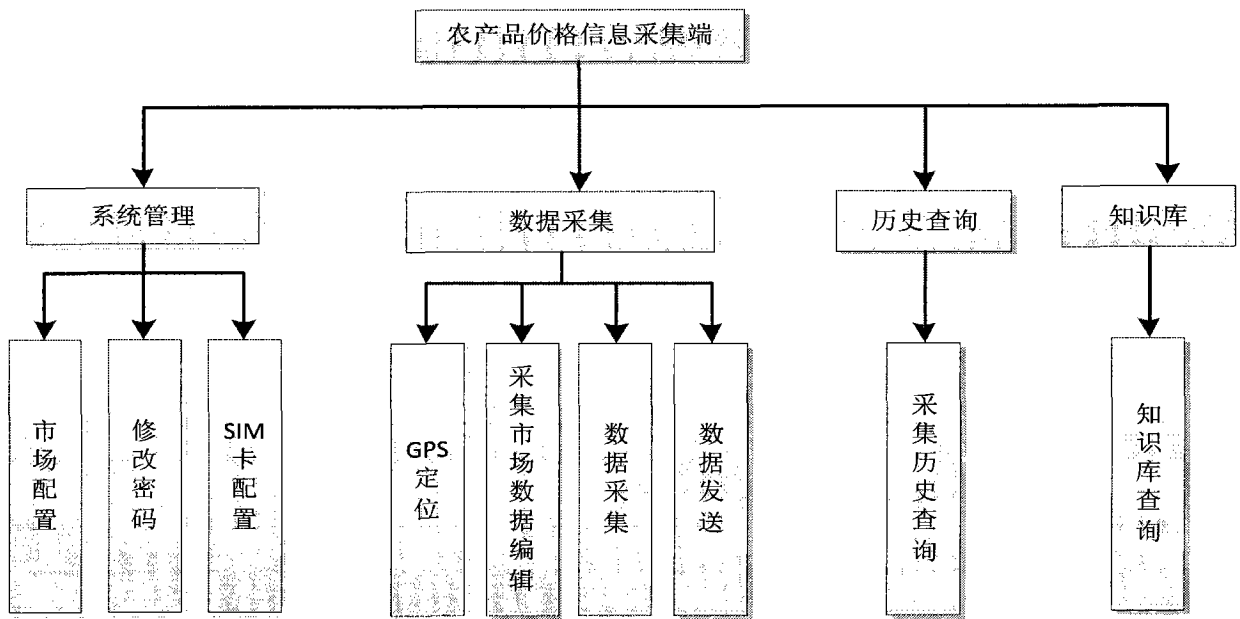 农产品价格信息采集端
系统管理
数据采集
历史查询
知识库
市场配置
修改密码
SIM卡配置
GPS定位
采集市场数据编辑
数据采集
数据发送
采集历史查询
知识库查询